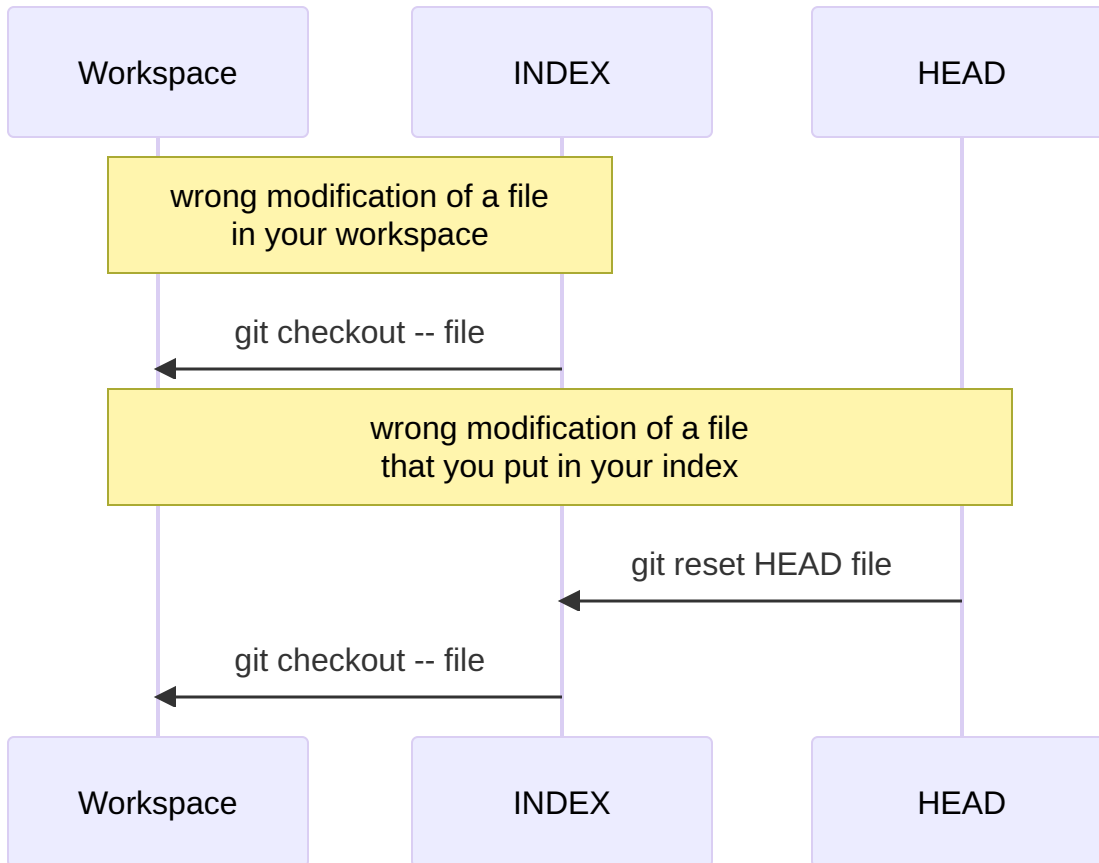 Workspace
INDEX
HEAD
wrong modification of a file
in your workspace
git checkout -- file
wrong modification of a file
that you put in your index
git reset HEAD file
git checkout -- file
Workspace
INDEX
HEAD